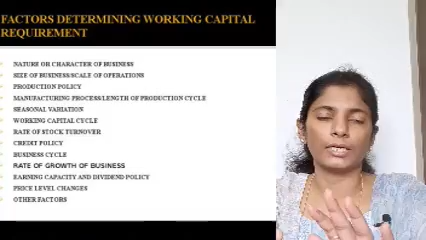 FACTORS DETERMINING WORKING CAPITAL
REQUIREMENT
NATURE OR CHARACTER OF BUSINESS
SIZE OF BUSINESS/SCALE OF OPERATIONS
PRODUCTION POLICY
MANUFACTURING PROCESS/LENGTH OF PRODUCTION CYCLE
SEASONAL VARIATION
WORKING CAPITAL CYCLE
RATE OF STOCK TURNOVER
CREDIT POLICY
BUSINESS CYCLE
RATE OF GROWTH OF BUSINESS
EARNING CAPACITY AND DIVIDEND POLICY
PRICE LEVEL CHANGES
OTHER FACTORS